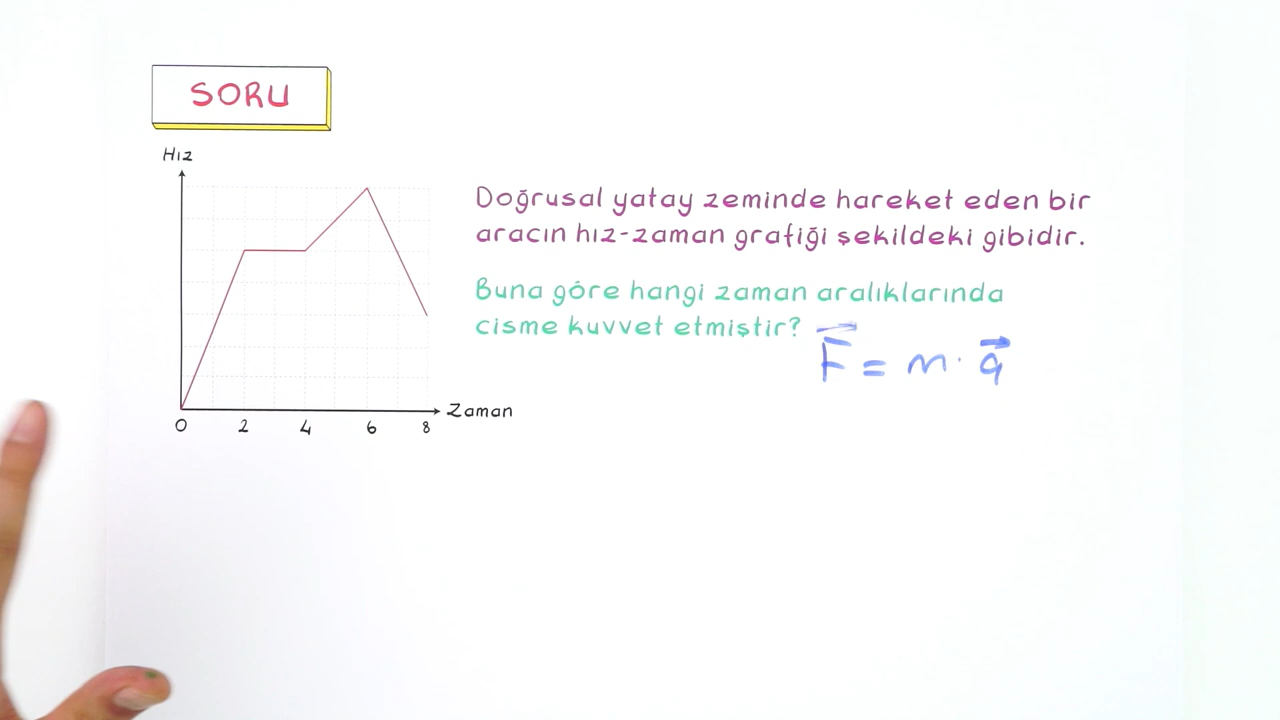 SORU
Hız
Doğrusal yatay zeminde hareket eden bir
aracın hız-zaman grafiği şekildeki gibidir.
Buna göre hangi zaman aralıklarında
cisme kuvvet etmiştir?
F = m · a
Zaman
0 2 4 6 8